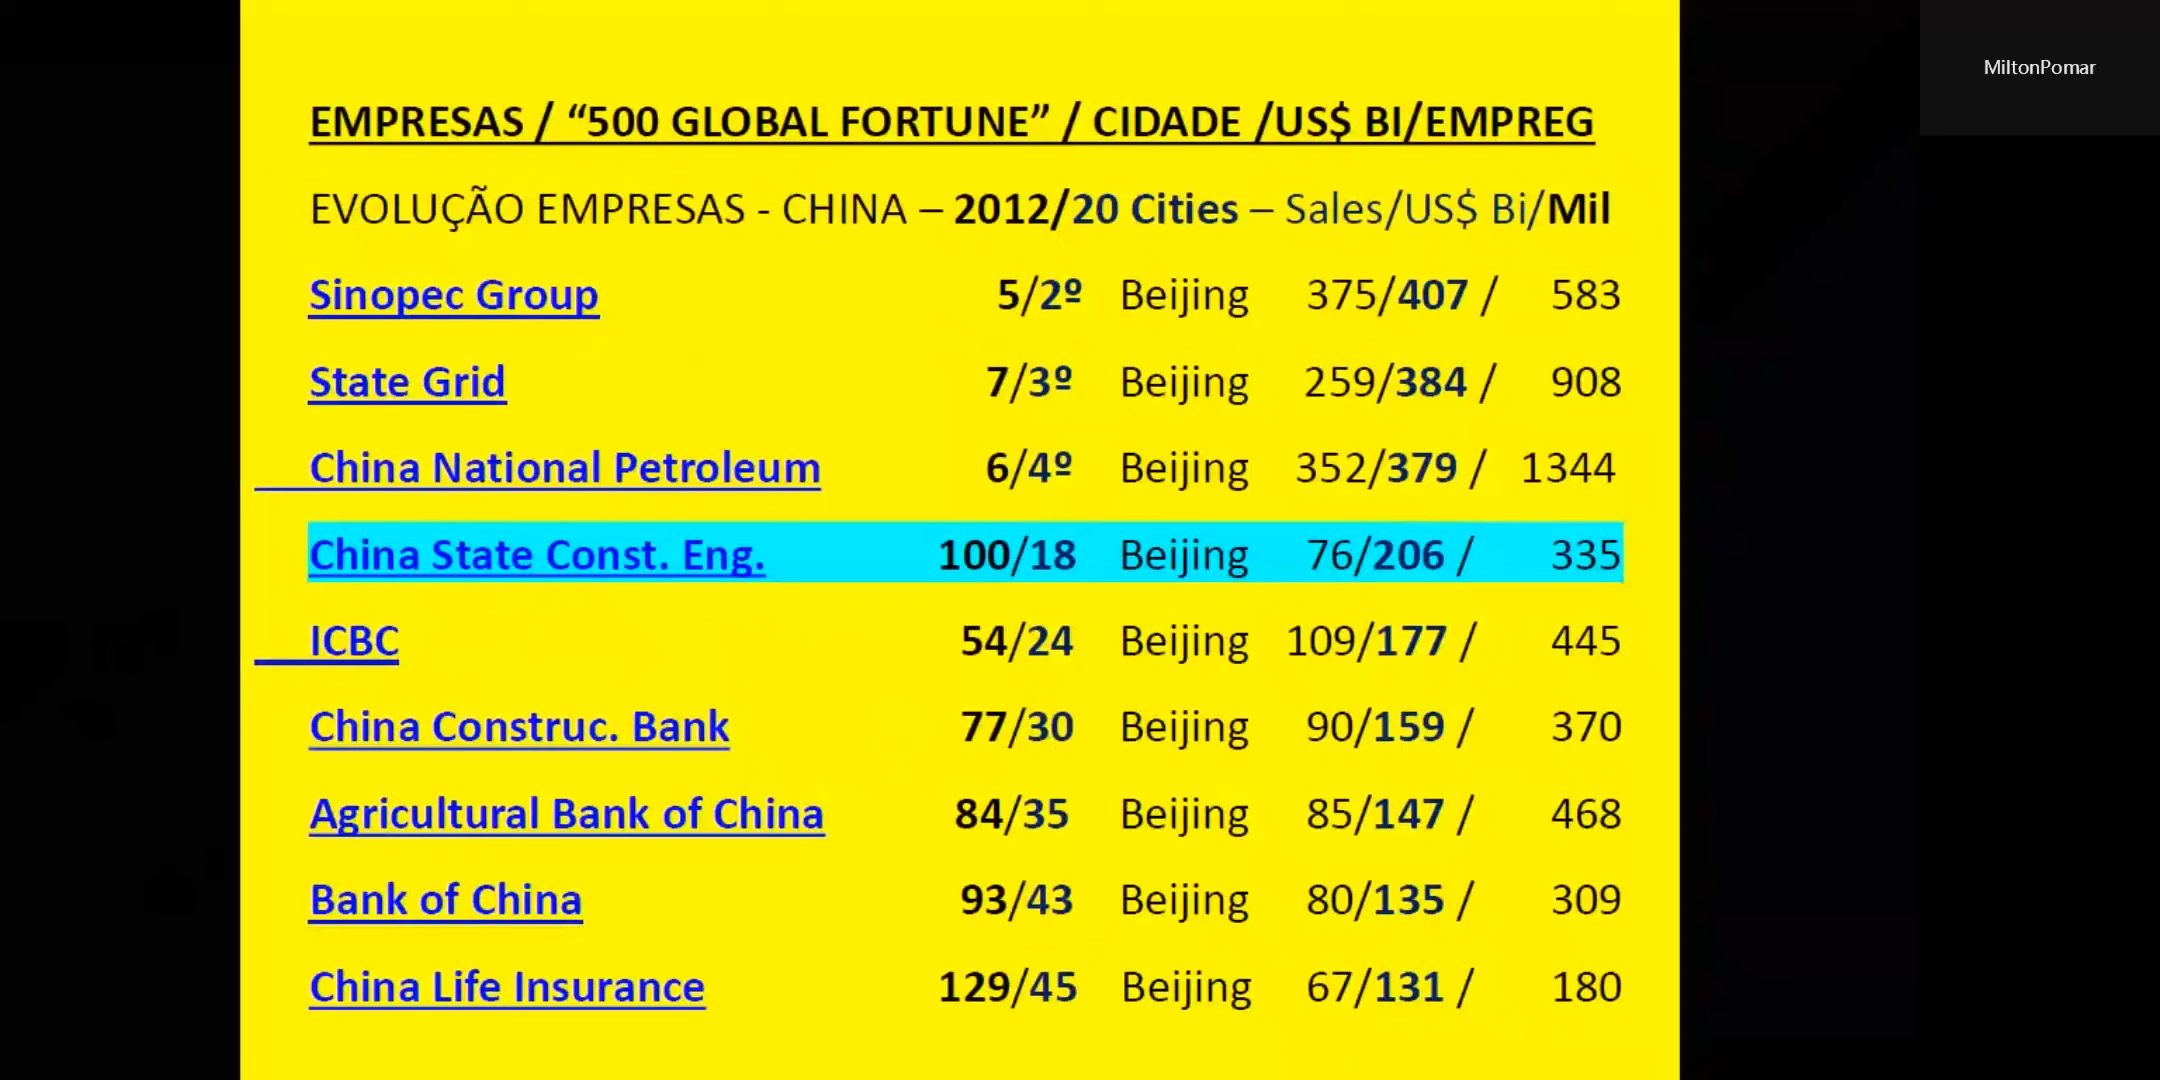 MiltonPomar
EMPRESAS / “500 GLOBAL FORTUNE” / CIDADE /US$ BI/EMPREG
EVOLUÇÃO EMPRESAS - CHINA – 2012/20 Cities – Sales/US$ Bi/Mil
Sinopec Group 5/2º Beijing 375/407 / 583
State Grid 7/3º Beijing 259/384 / 908
China National Petroleum 6/4º Beijing 352/379 / 1344
China State Const. Eng. 100/18 Beijing 76/206 / 335
ICBC 54/24 Beijing 109/177 / 445
China Construc. Bank 77/30 Beijing 90/159 / 370
Agricultural Bank of China 84/35 Beijing 85/147 / 468
Bank of China 93/43 Beijing 80/135 / 309
China Life Insurance 129/45 Beijing 67/131 / 180